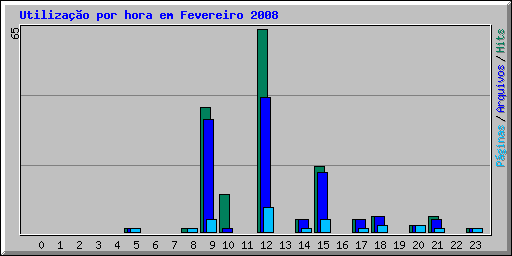 Utilização por hora em Fevereiro 2008
65
Páginas / Arquivos / Hits
0 1 2 3 4 5 6 7 8 9 10 11 12 13 14 15 16 17 18 19 20 21 22 23